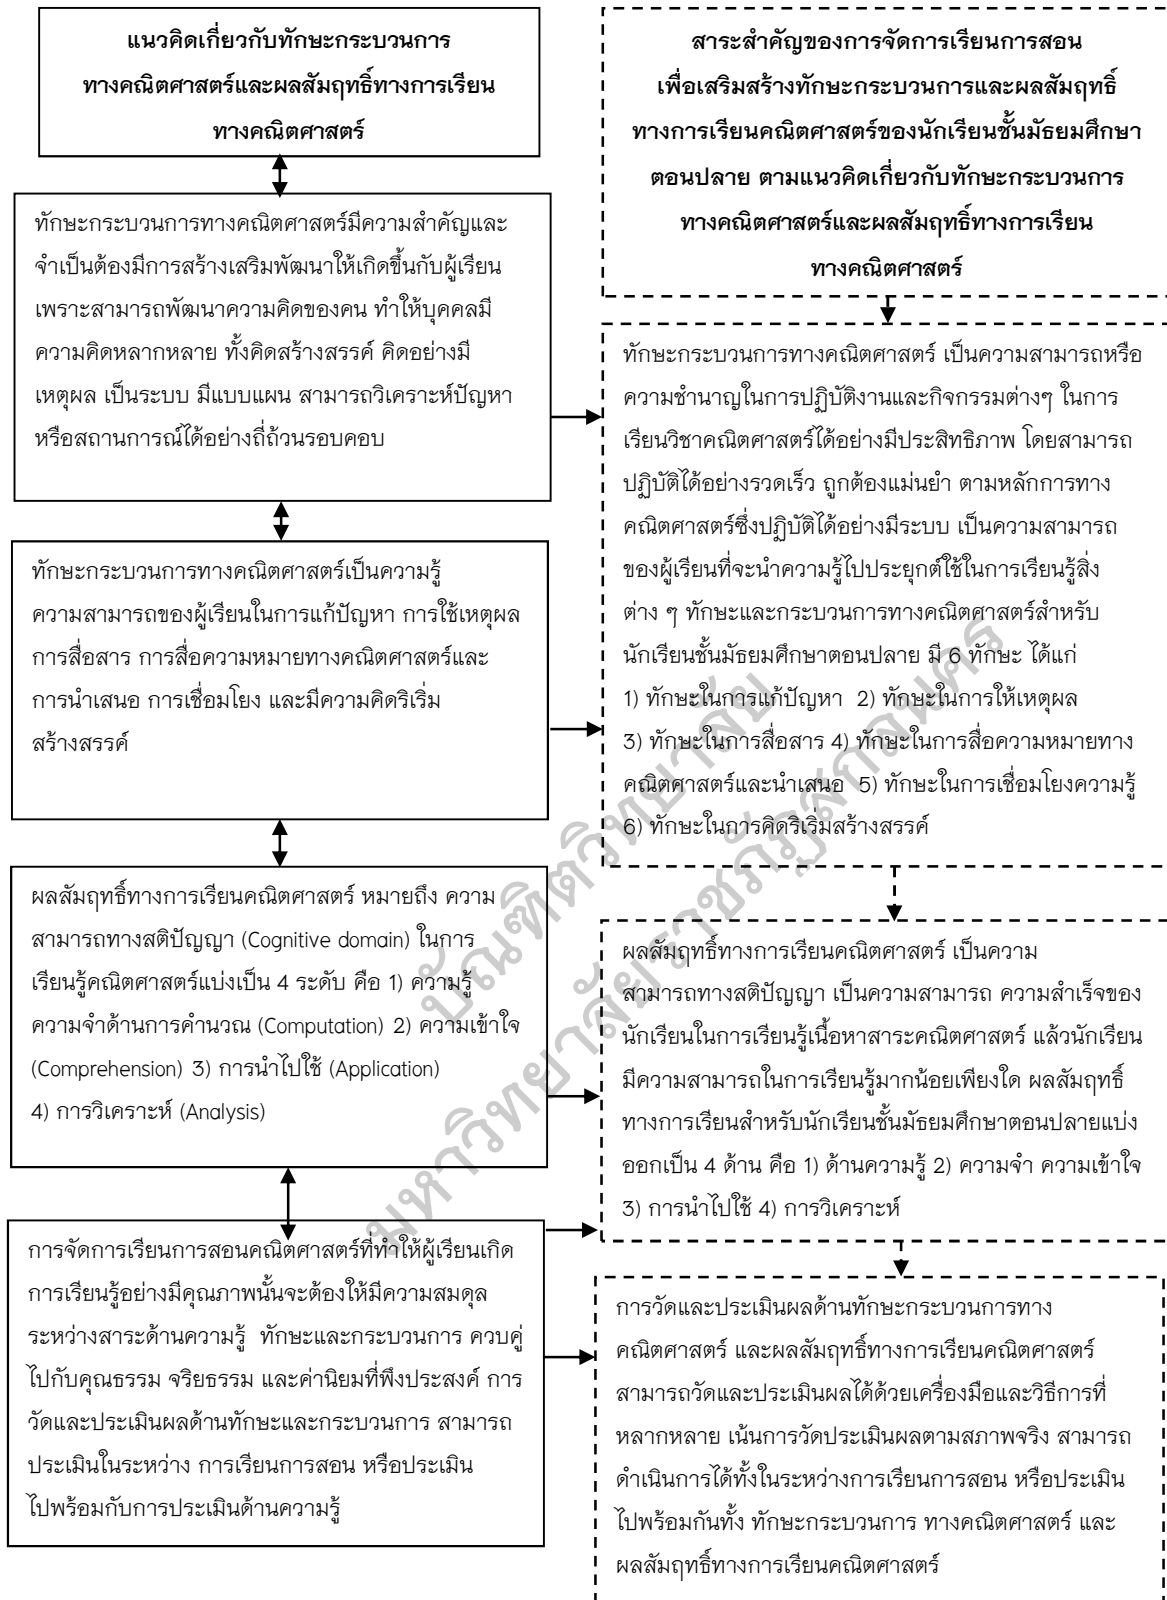 แนวคิดเกี่ยวกับทักษะกระบวนการ
ทางคณิตศาสตร์และผลสัมฤทธิ์ทางการเรียน
ทางคณิตศาสตร์
ทักษะกระบวนการทางคณิตศาสตร์มีความสำคัญและ
จำเป็นต้องมีการสร้างเสริมพัฒนาให้เกิดขึ้นกับผู้เรียน
เพราะสามารถพัฒนาความคิดของคน ทำให้บุคคลมี
ความคิดหลากหลาย ทั้งคิดสร้างสรรค์ คิดอย่างมี
เหตุผล เป็นระบบ มีแบบแผน สามารถวิเคราะห์ปัญหา
หรือสถานการณ์ได้อย่างถี่ถ้วนรอบคอบ
ทักษะกระบวนการทางคณิตศาสตร์เป็นความรู้
ความสามารถของผู้เรียนในการแก้ปัญหา การใช้เหตุผล
การสื่อสาร การสื่อความหมายทางคณิตศาสตร์และ
การนำเสนอ การเชื่อมโยง และมีความคิดริเริ่ม
สร้างสรรค์
ผลสัมฤทธิ์ทางการเรียนคณิตศาสตร์ หมายถึง ความ
สามารถทางสติปัญญา (Cognitive domain) ในการ
เรียนรู้คณิตศาสตร์แบ่งเป็น 4 ระดับ คือ 1) ความรู้
ความจำด้านการคำนวณ (Computation) 2) ความเข้าใจ
(Comprehension) 3) การนำไปใช้ (Application)
4) การวิเคราะห์ (Analysis)
การจัดการเรียนการสอนคณิตศาสตร์ที่ทำให้ผู้เรียนเกิด
การเรียนรู้อย่างมีคุณภาพนั้นจะต้องให้มีความสมดุล
ระหว่างสาระด้านความรู้ ทักษะและกระบวนการ ควบคู่
ไปกับคุณธรรม จริยธรรม และค่านิยมที่พึงประสงค์ การ
วัดและประเมินผลด้านทักษะและกระบวนการ สามารถ
ประเมินในระหว่าง การเรียนการสอน หรือประเมิน
ไปพร้อมกับการประเมินด้านความรู้
สาระสำคัญของการจัดการเรียนการสอน
เพื่อเสริมสร้างทักษะกระบวนการและผลสัมฤทธิ์
ทางการเรียนคณิตศาสตร์ของนักเรียนชั้นมัธยมศึกษา
ตอนปลาย ตามแนวคิดเกี่ยวกับทักษะกระบวนการ
ทางคณิตศาสตร์และผลสัมฤทธิ์ทางการเรียน
ทางคณิตศาสตร์
ทักษะกระบวนการทางคณิตศาสตร์ เป็นความสามารถหรือ
ความชำนาญในการปฏิบัติงานและกิจกรรมต่างๆ ในการ
เรียนวิชาคณิตศาสตร์ได้อย่างมีประสิทธิภาพ โดยสามารถ
ปฏิบัติได้อย่างรวดเร็ว ถูกต้องแม่นยำ ตามหลักการทาง
คณิตศาสตร์ซึ่งปฏิบัติได้อย่างมีระบบ เป็นความสามารถ
ของผู้เรียนที่จะนำความรู้ไปประยุกต์ใช้ในการเรียนรู้สิ่ง
ต่าง ๆ ทักษะและกระบวนการทางคณิตศาสตร์สำหรับ
นักเรียนชั้นมัธยมศึกษาตอนปลาย มี 6 ทักษะ ได้แก่
1) ทักษะในการแก้ปัญหา 2) ทักษะในการให้เหตุผล
3) ทักษะในการสื่อสาร 4) ทักษะในการสื่อความหมายทาง
คณิตศาสตร์และนำเสนอ 5) ทักษะในการเชื่อมโยงความรู้
6) ทักษะในการคิดริเริ่มสร้างสรรค์
ผลสัมฤทธิ์ทางการเรียนคณิตศาสตร์ เป็นความ
สามารถทางสติปัญญา เป็นความสามารถ ความสำเร็จของ
นักเรียนในการเรียนรู้เนื้อหาสาระคณิตศาสตร์ แล้วนักเรียน
มีความสามารถในการเรียนรู้มากน้อยเพียงใด ผลสัมฤทธิ์
ทางการเรียนสำหรับนักเรียนชั้นมัธยมศึกษาตอนปลายแบ่ง
ออกเป็น 4 ด้าน คือ 1) ด้านความรู้ 2) ความจำ ความเข้าใจ
3) การนำไปใช้ 4) การวิเคราะห์
การวัดและประเมินผลด้านทักษะกระบวนการทาง
คณิตศาสตร์ และผลสัมฤทธิ์ทางการเรียนคณิตศาสตร์
สามารถวัดและประเมินผลได้ด้วยเครื่องมือและวิธีการที่
หลากหลาย เน้นการวัดประเมินผลตามสภาพจริง สามารถ
ดำเนินการได้ทั้งในระหว่างการเรียนการสอน หรือประเมิน
ไปพร้อมกันทั้ง ทักษะกระบวนการ ทางคณิตศาสตร์ และ
ผลสัมฤทธิ์ทางการเรียนคณิตศาสตร์
บัณฑิตวิทยาลัย
มหาวิทยาลัยราชภัฏสกลนคร